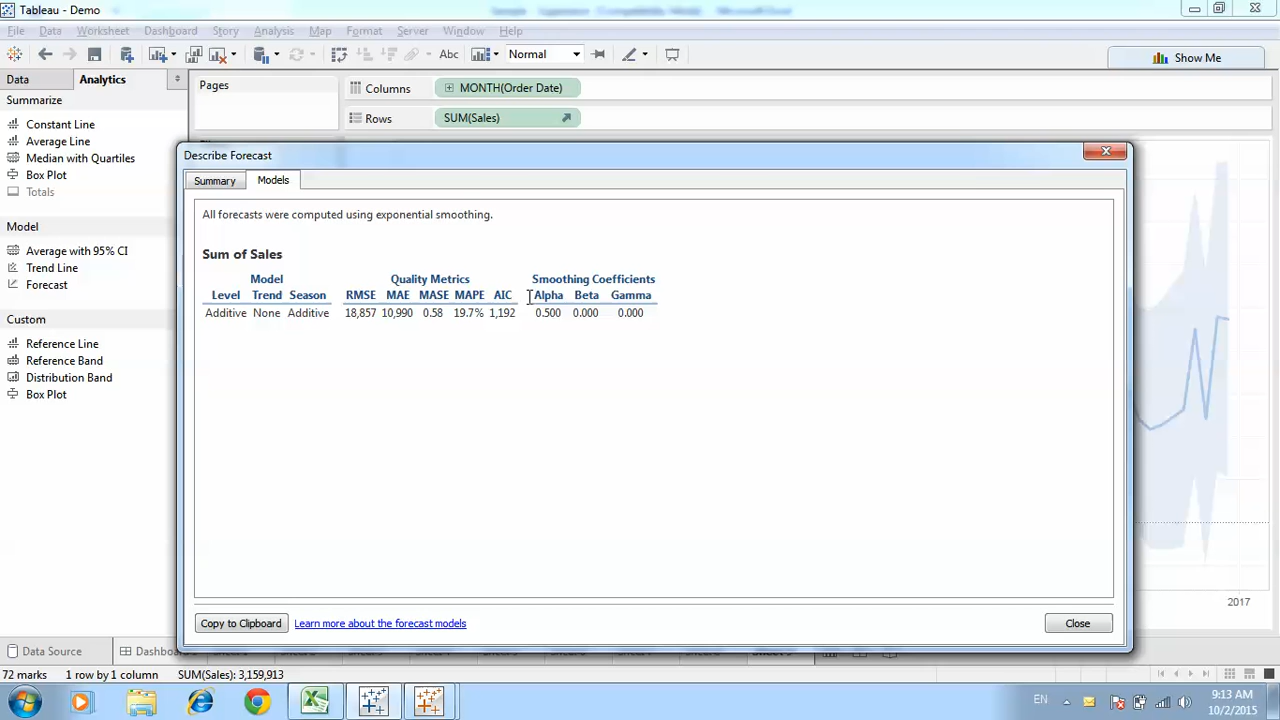 Tableau - Demo
File Data Worksheet Dashboard Story Analysis Map Format Server Window Help
Abc Normal Show Me
Data Analytics
Pages
Columns MONTH(Order Date)
Rows SUM(Sales)
Summarize
Constant Line
Average Line
Median with Quartiles
Box Plot
Totals
Model
Average with 95% CI
Trend Line
Forecast
Custom
Reference Line
Reference Band
Distribution Band
Box Plot
Describe Forecast
Summary Models
All forecasts were computed using exponential smoothing.
Sum of Sales
Model Quality Metrics Smoothing Coefficients
Level Trend Season RMSE MAE MASE MAPE AIC Alpha Beta Gamma
Additive None Additive 18,857 10,990 0.58 19.7% 1,192 0.500 0.000 0.000
Copy to Clipboard Learn more about the forecast models Close
2017
Data Source
72 marks 1 row by 1 column SUM(Sales): 3,159,913
EN 9:13 AM
10/2/2015